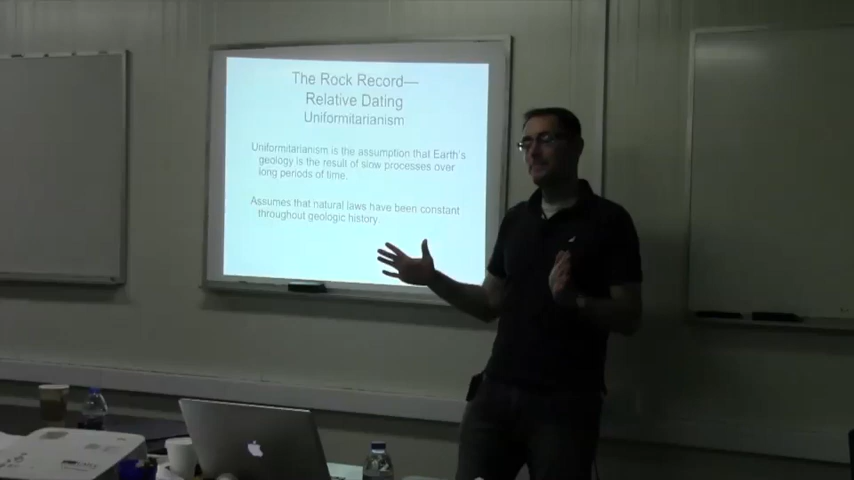 The Rock Record—
Relative Dating
Uniformitarianism
Uniformitarianism is the assumption that Earth's
geology is the result of slow processes over
long periods of time.
Assumes that natural laws have been constant
throughout geologic history